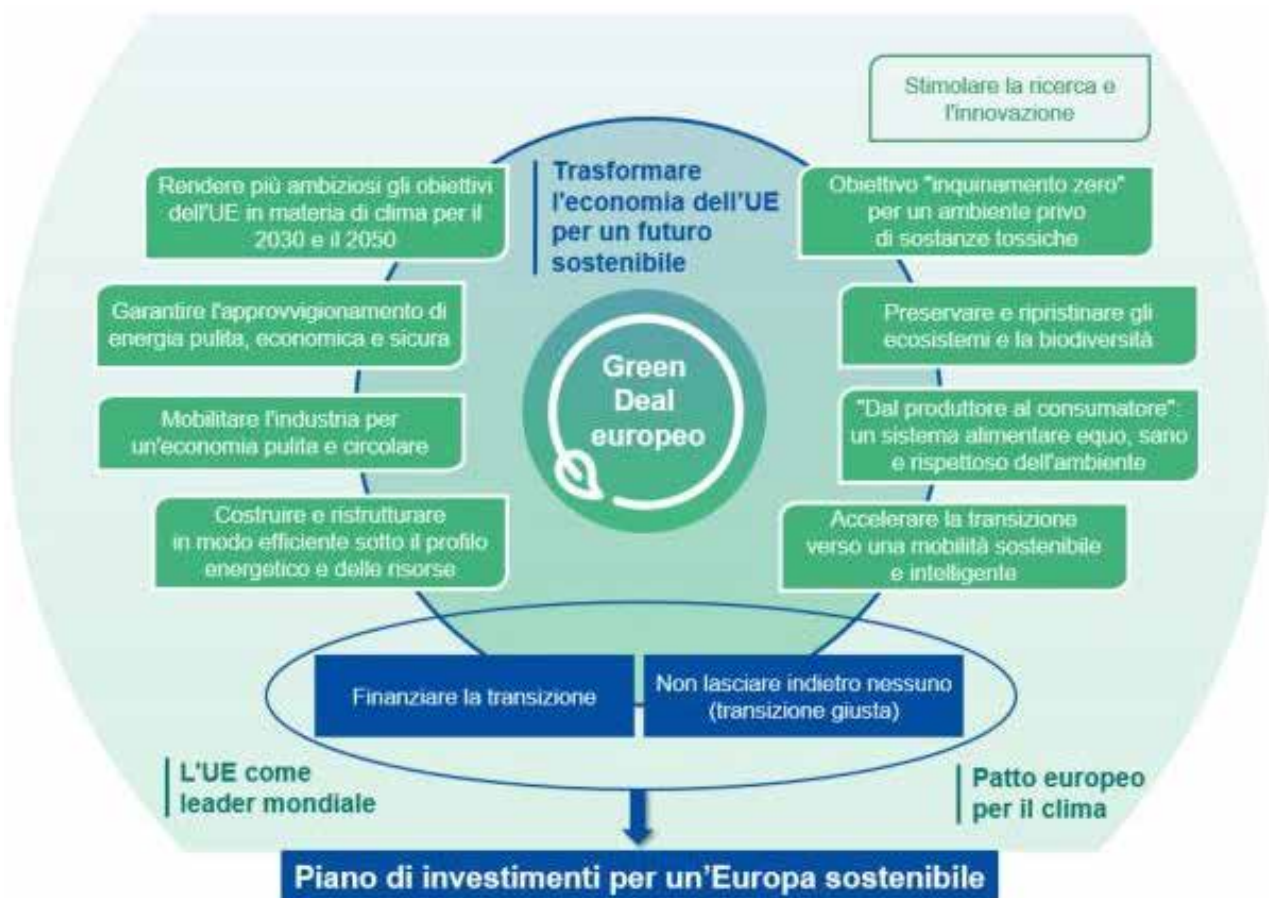 Stimolare la ricerca e
l'innovazione
Trasformare
l'economia dell'UE
per un futuro
sostenibile
Rendere più ambiziosi gli obiettivi
dell'UE in materia di clima per il
2030 e il 2050
Garantire l'approvvigionamento di
energia pulita, economica e sicura
Mobilitare l'industria per
un'economia pulita e circolare
Costruire e ristrutturare
in modo efficiente sotto il profilo
energetico e delle risorse
Green
Deal
europeo
Obiettivo "inquinamento zero"
per un ambiente privo
di sostanze tossiche
Preservare e ripristinare gli
ecosistemi e la biodiversità
"Dal produttore al consumatore":
un sistema alimentare equo, sano
e rispettoso dell'ambiente
Accelerare la transizione
verso una mobilità sostenibile
e intelligente
Finanziare la transizione
Non lasciare indietro nessuno
(transizione giusta)
L'UE come
leader mondiale
Patto europeo
per il clima
Piano di investimenti per un'Europa sostenibile